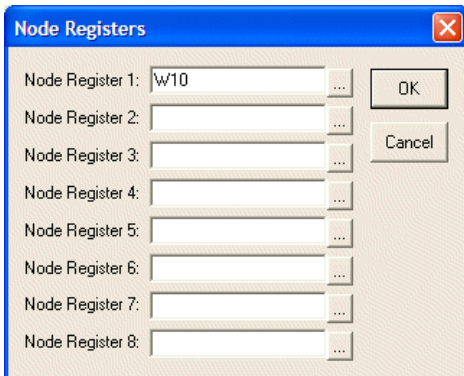 Node Registers
Node Register 1: W10 ... OK
Node Register 2: ...
Node Register 3: ... Cancel
Node Register 4: ...
Node Register 5: ...
Node Register 6: ...
Node Register 7: ...
Node Register 8: ...